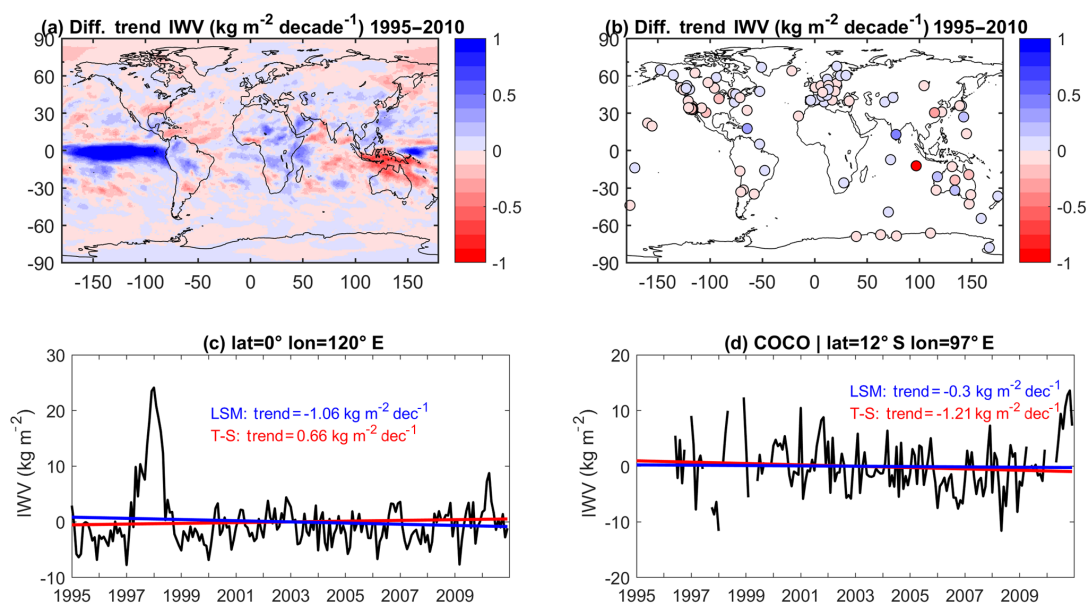 (a) Diff. trend IWV (kg m⁻² decade⁻¹) 1995–2010
90
60
30
0
-30
-60
-90
-150 -100 -50 0 50 100 150
1
0.5
0
-0.5
-1
(b) Diff. trend IWV (kg m⁻² decade⁻¹) 1995–2010
90
60
30
0
-30
-60
-90
-150 -100 -50 0 50 100 150
1
0.5
0
-0.5
-1
(c) lat=0° lon=120° E
IWV (kg m⁻²)
30
20
10
0
-10
LSM: trend=-1.06 kg m⁻² dec⁻¹
T-S: trend=0.66 kg m⁻² dec⁻¹
1995 1997 1999 2001 2003 2005 2007 2009
(d) COCO | lat=12° S lon=97° E
IWV (kg m⁻²)
20
10
0
-10
-20
LSM: trend=-0.3 kg m⁻² dec⁻¹
T-S: trend=-1.21 kg m⁻² dec⁻¹
1995 1997 1999 2001 2003 2005 2007 2009